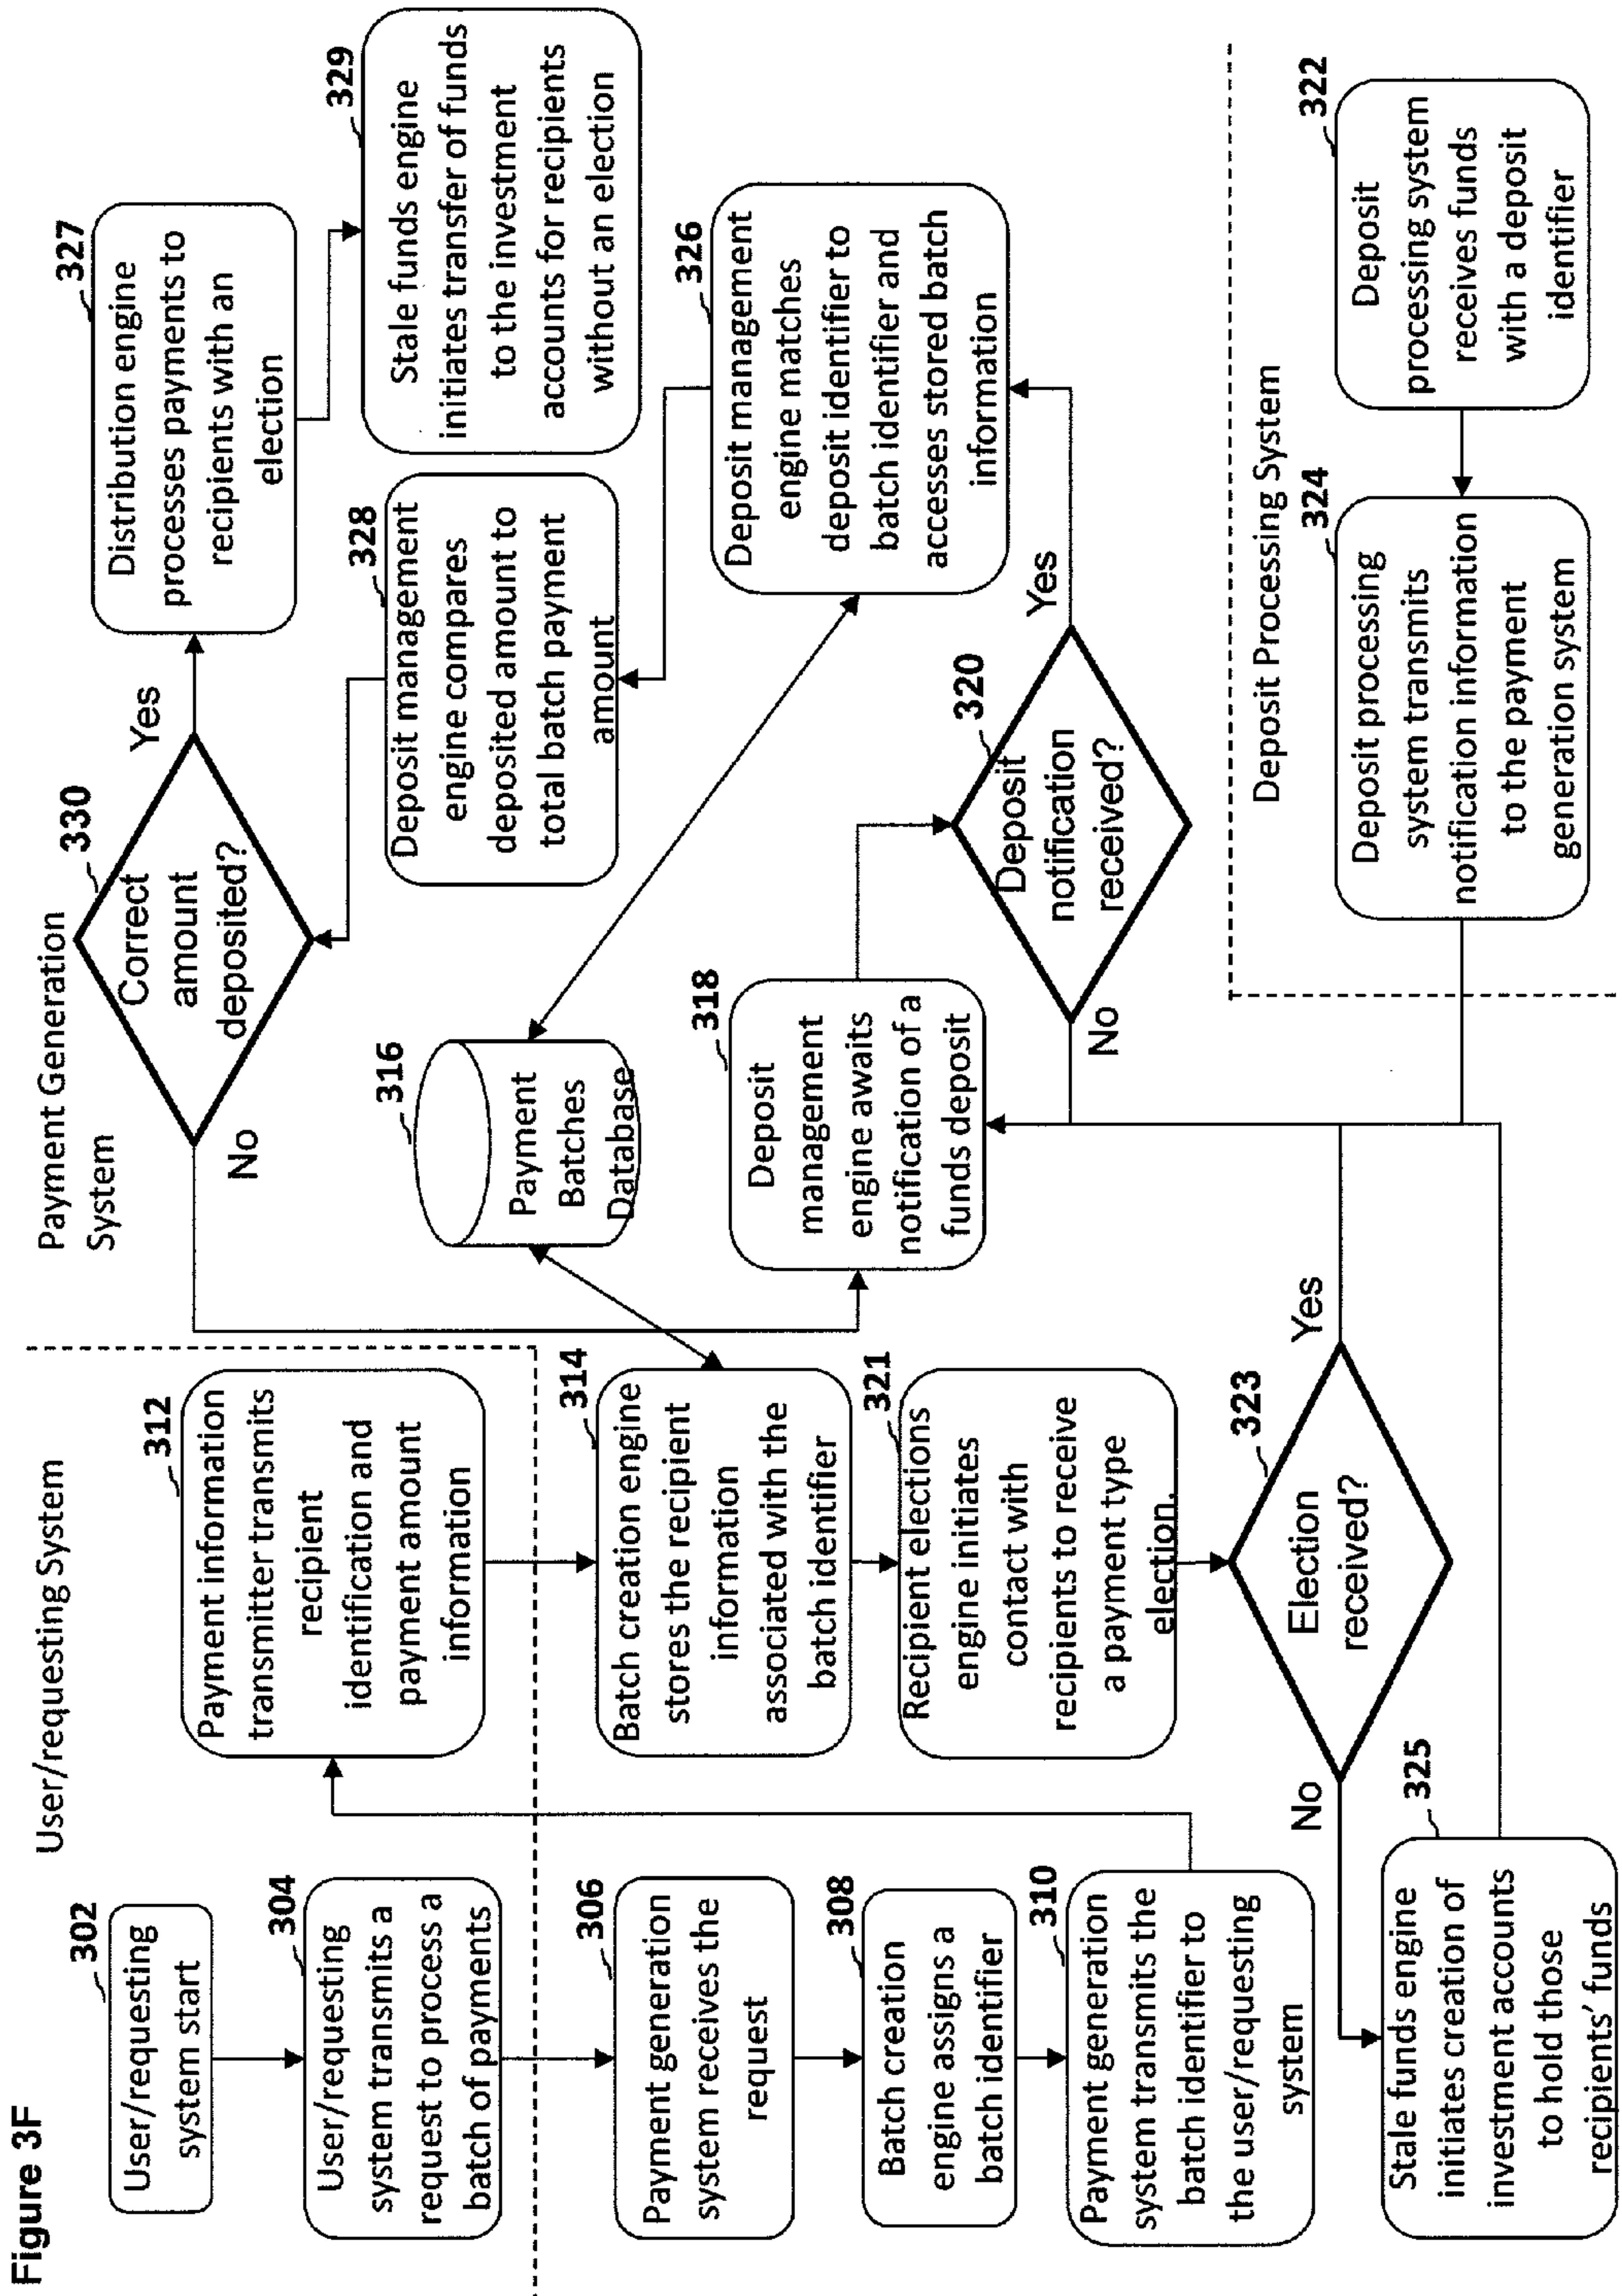 Figure 3F
User/requesting System
302
User/requesting
system start
304
User/requesting
system transmits a
request to process a
batch of payments
306
Payment generation
system receives the
request
308
Batch creation
engine assigns a
batch identifier
310
Payment generation
system transmits the
batch identifier to
the user/requesting
system
312
Payment information
transmitter transmits
recipient
identification and
payment amount
information
314
Batch creation engine
stores the recipient
information
associated with the
batch identifier
321
Recipient elections
engine initiates
contact with
recipients to receive
a payment type
election.
323
Election
received?
No
Yes
325
Stale funds engine
initiates creation of
investment accounts
to hold those
recipients' funds
Payment Generation
System
316
Payment
Batches
Database
318
Deposit
management
engine awaits
notification of a
funds deposit
320
Deposit
notification
received?
No
Yes
326
Deposit management
engine matches
deposit identifier to
batch identifier and
accesses stored batch
information
328
Deposit management
engine compares
deposited amount to
total batch payment
amount
330
Correct
amount
deposited?
No
Yes
327
Distribution engine
processes payments to
recipients with an
election
329
Stale funds engine
initiates transfer of funds
to the investment
accounts for recipients
without an election
Deposit Processing System
322
Deposit
processing system
receives funds
with a deposit
identifier
324
Deposit processing
system transmits
notification information
to the payment
generation system